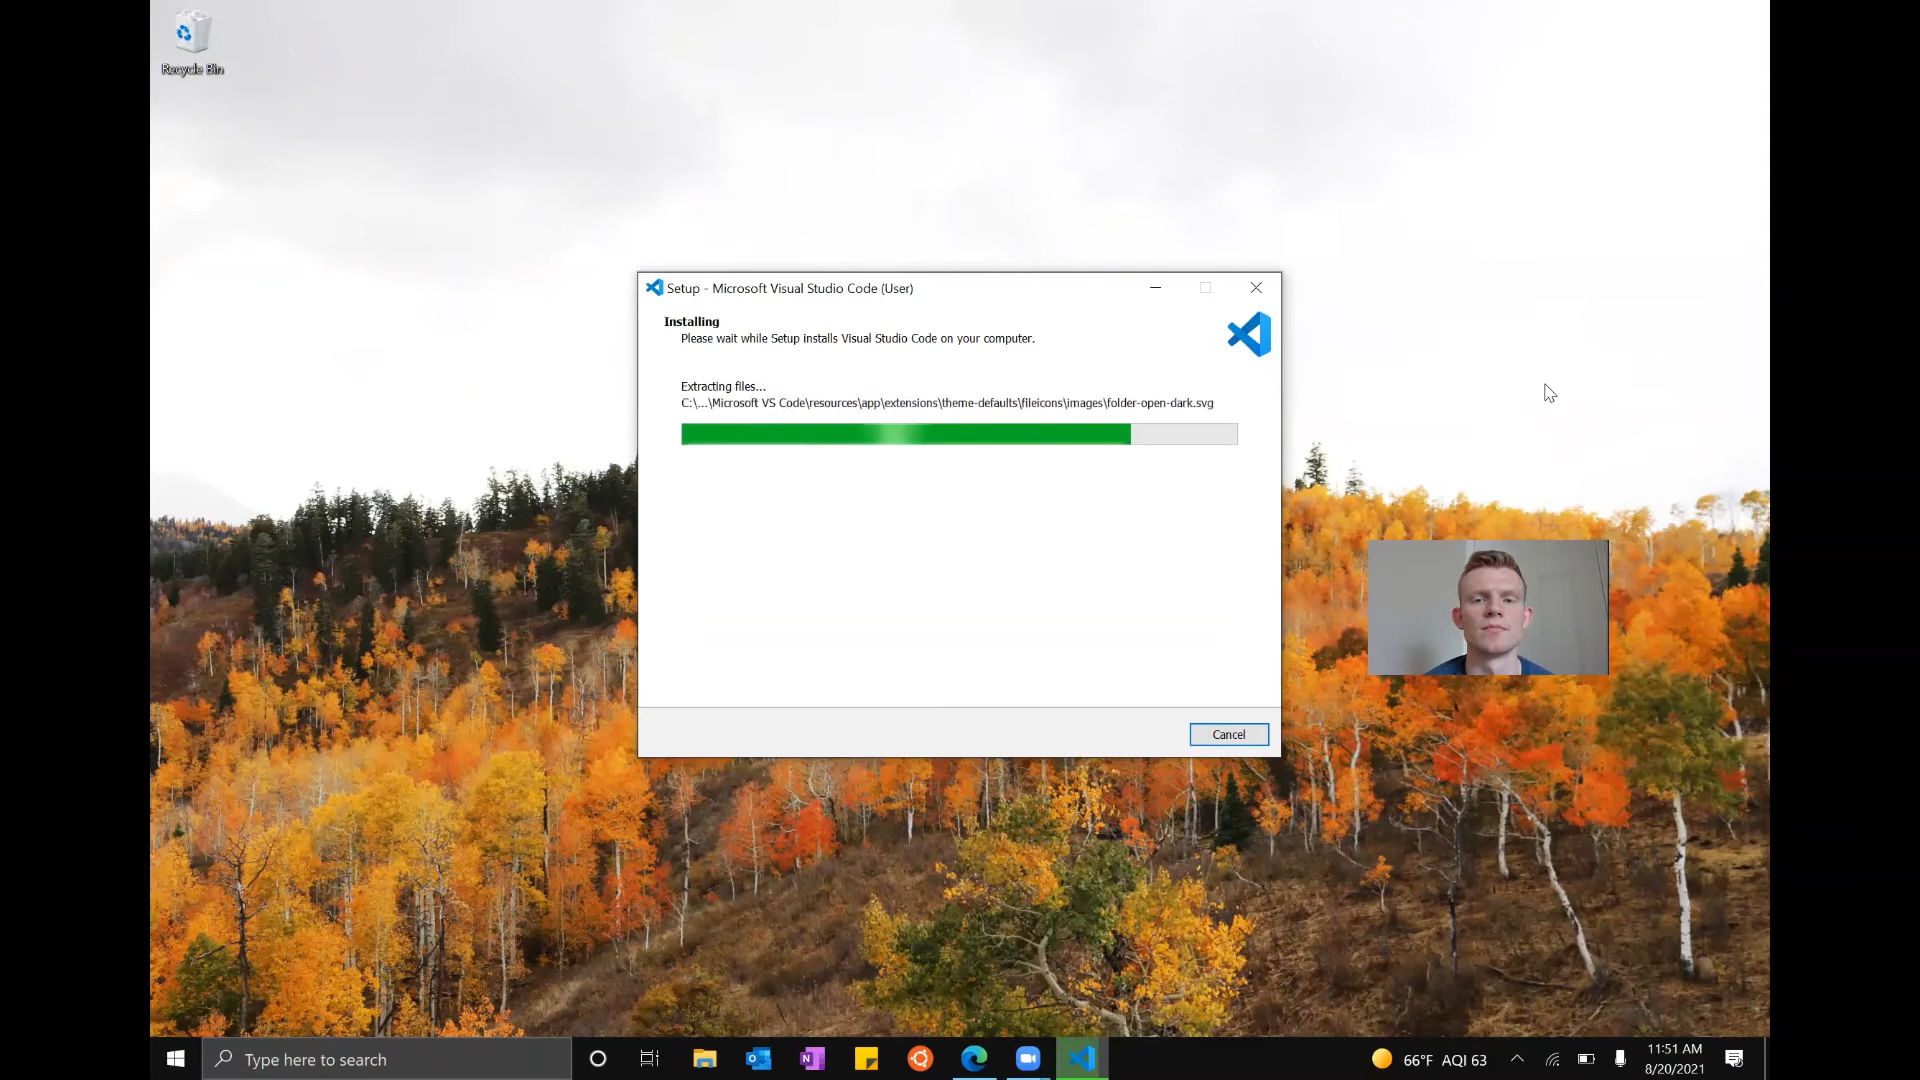 Recycle Bin
Setup - Microsoft Visual Studio Code (User)
Installing
Please wait while Setup installs Visual Studio Code on your computer.
Extracting files...
C:\...\Microsoft VS Code\resources\app\extensions\theme-defaults\fileicons\images\folder-open-dark.svg
Cancel
Type here to search
66°F AQI 63
11:51 AM
8/20/2021